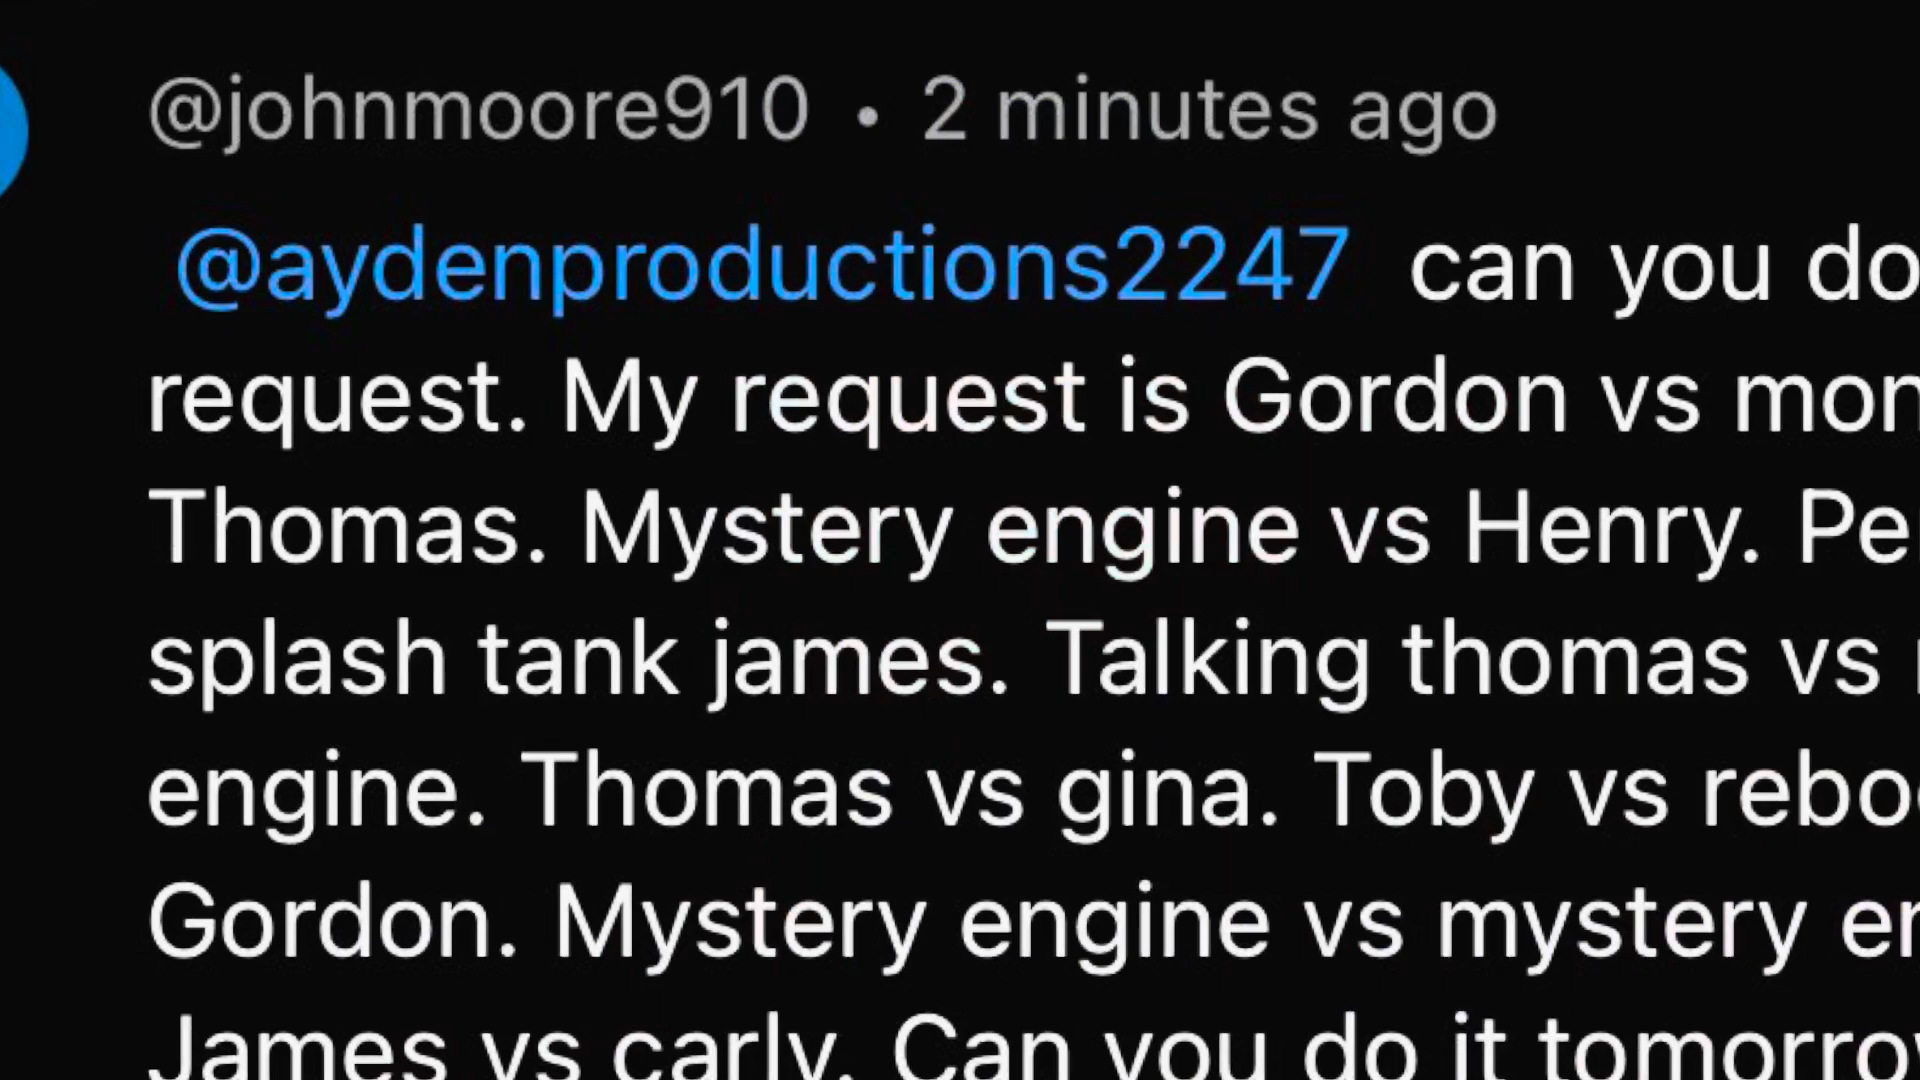 @johnmoore910 • 2 minutes ago
@aydenproductions2247 can you do
request. My request is Gordon vs
Thomas. Mystery engine vs Henry.
splash tank james. Talking thomas vs
engine. Thomas vs gina. Toby vs
Gordon. Mystery engine vs mystery
James vs carly. Can you do it